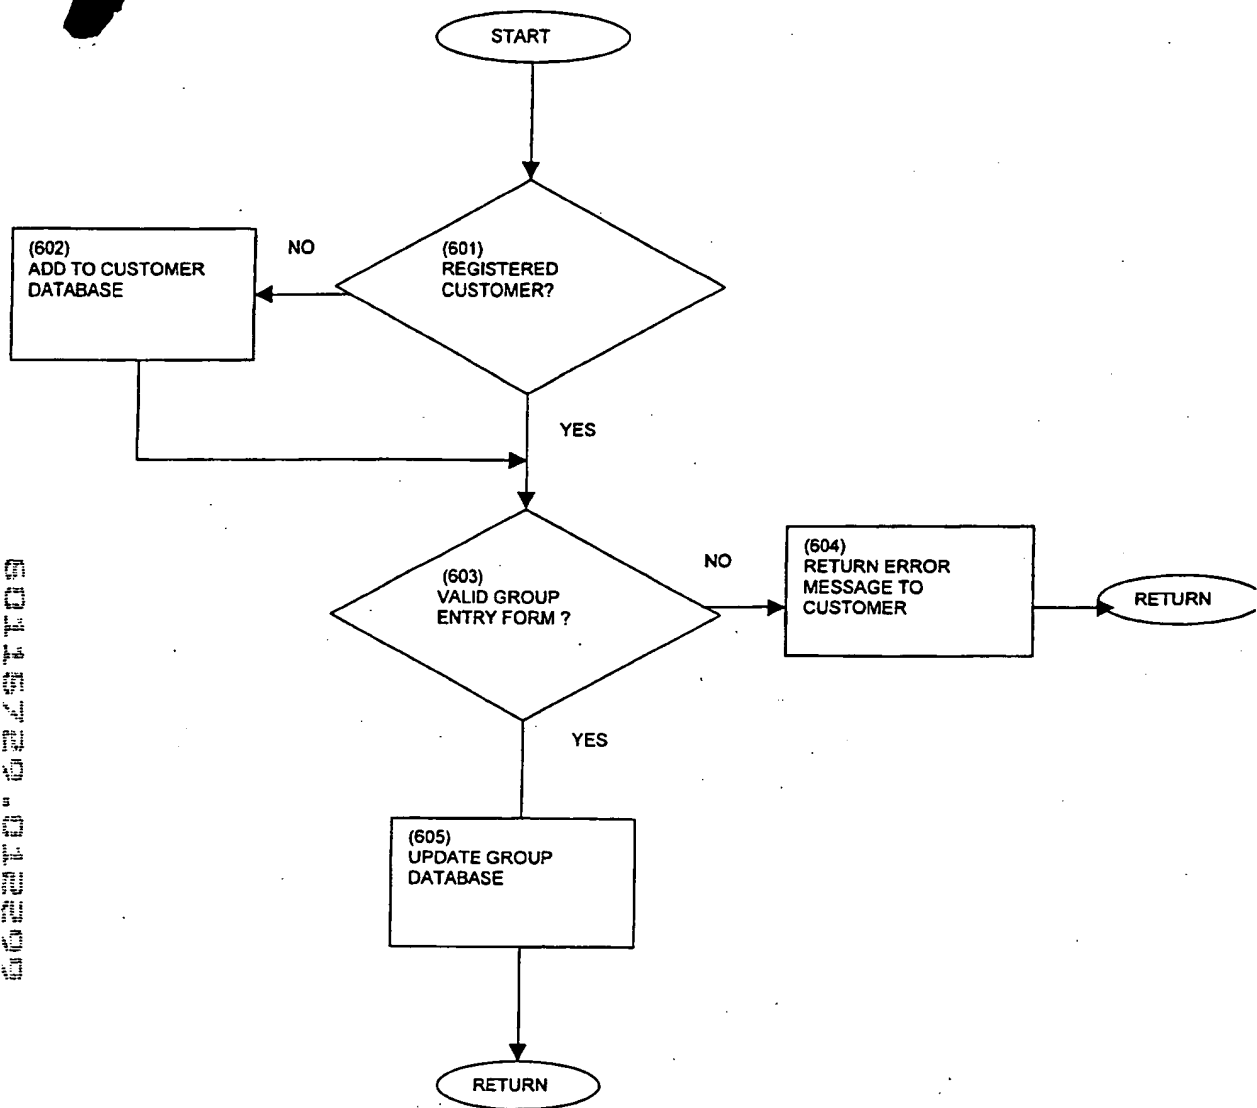 START
(601)
REGISTERED
CUSTOMER?
NO
(602)
ADD TO CUSTOMER
DATABASE
YES
(603)
VALID GROUP
ENTRY FORM ?
NO
(604)
RETURN ERROR
MESSAGE TO
CUSTOMER
RETURN
YES
(605)
UPDATE GROUP
DATABASE
RETURN